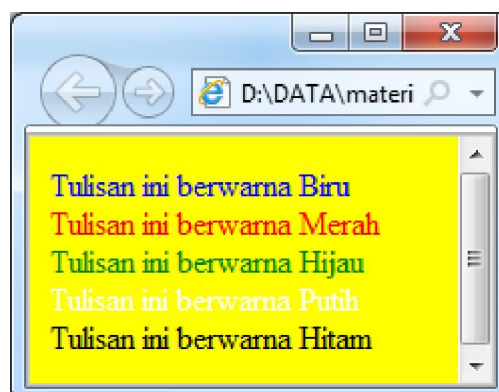 D:\DATA\materi
Tulisan ini berwarna Biru
Tulisan ini berwarna Merah
Tulisan ini berwarna Hijau
Tulisan ini berwarna Putih
Tulisan ini berwarna Hitam